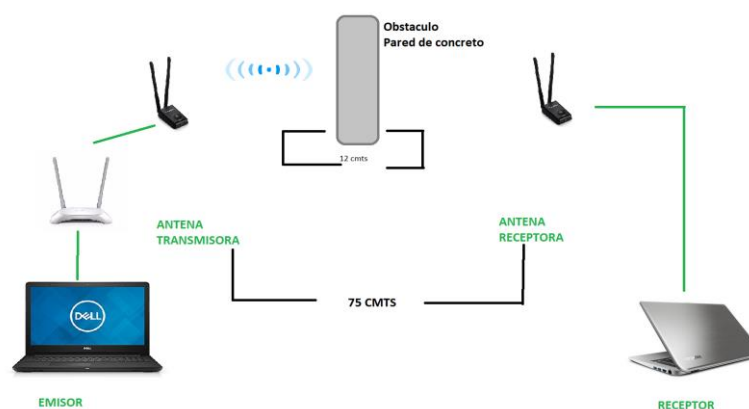 Obstaculo
Pared de concreto
12 cmts
ANTENA
TRANSMISORA
ANTENA
RECEPTORA
75 CMTS
DELL
EMISOR
RECEPTOR